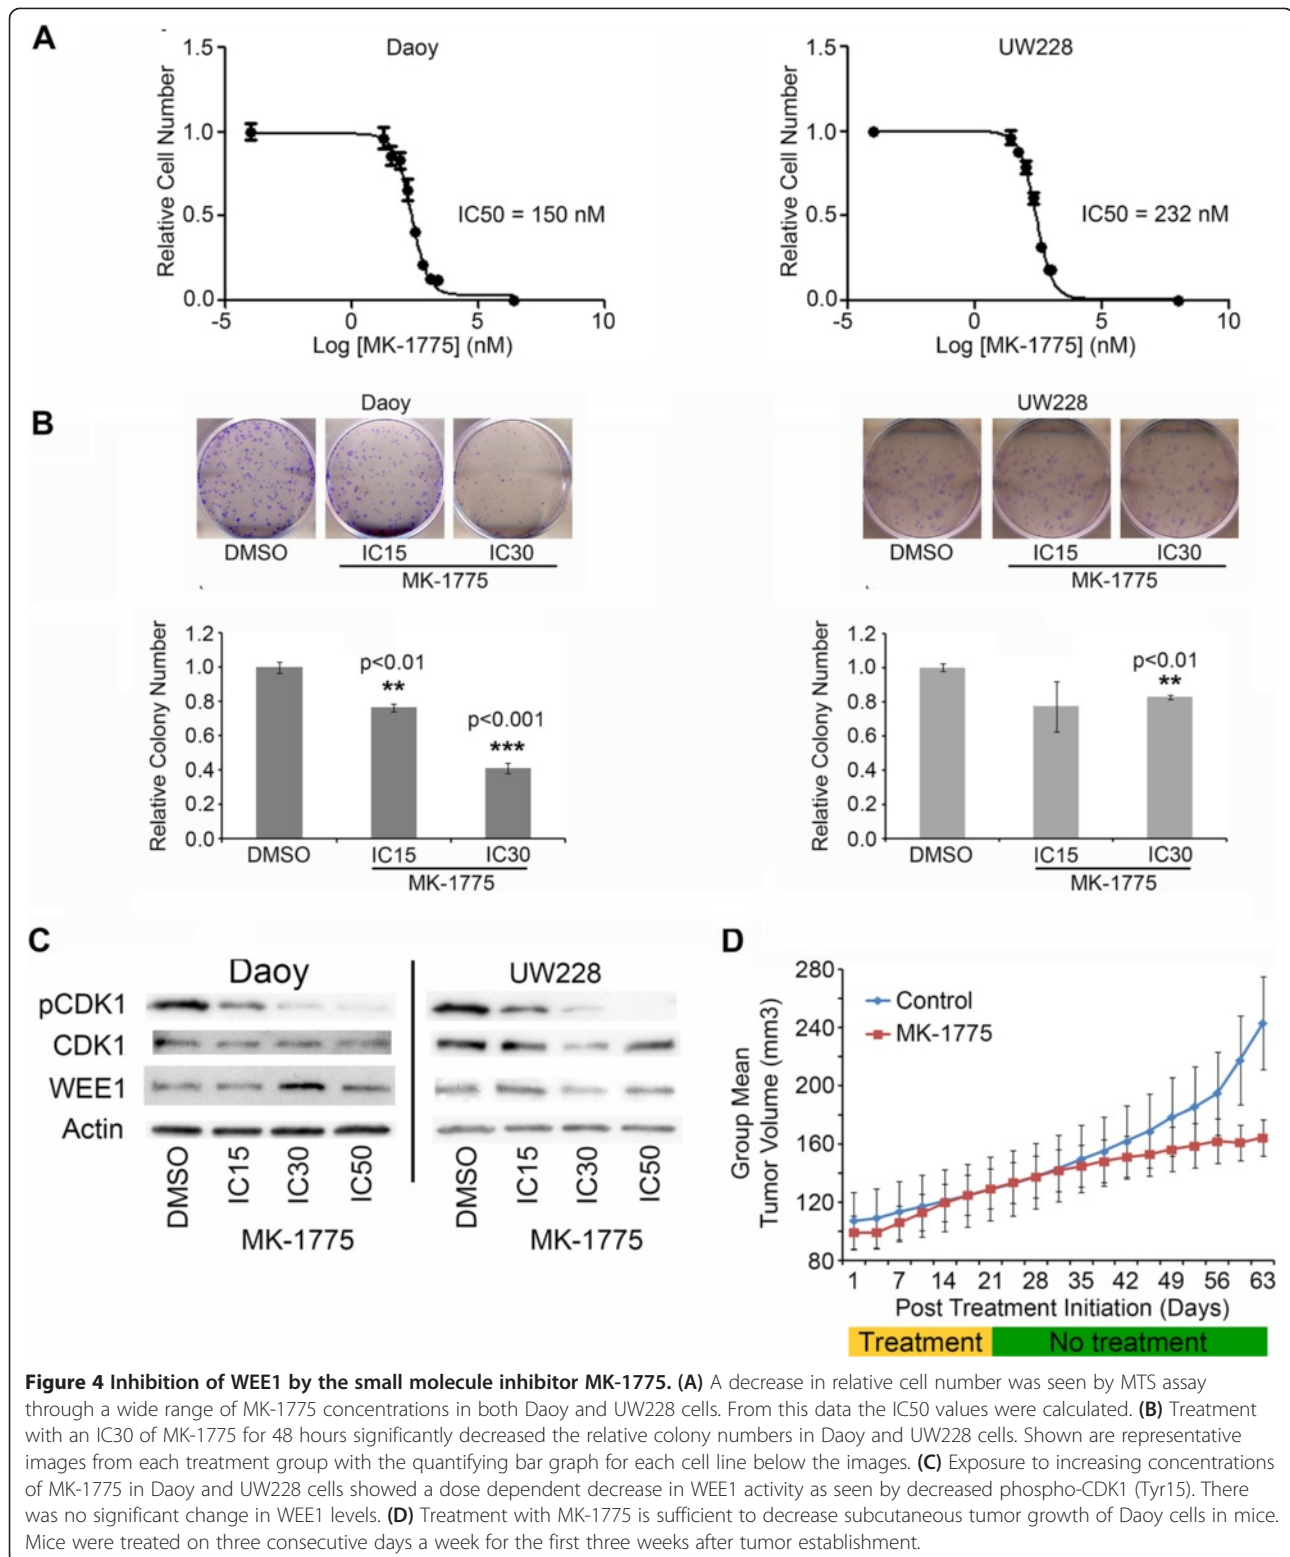 A
Daoy
1.5
1.0
0.5
0.0
Relative Cell Number
IC50 = 150 nM
-5 0 5 10
Log [MK-1775] (nM)
UW228
1.5
1.0
0.5
0.0
Relative Cell Number
IC50 = 232 nM
-5 0 5 10
Log [MK-1775] (nM)
B
Daoy
DMSO IC15 IC30
MK-1775
UW228
DMSO IC15 IC30
MK-1775
1.2
1.0
0.8
0.6
0.4
0.2
0.0
Relative Colony Number
p<0.01
**
p<0.001
***
DMSO IC15 IC30
MK-1775
1.2
1.0
0.8
0.6
0.4
0.2
0.0
Relative Colony Number
p<0.01
**
DMSO IC15 IC30
MK-1775
C
Daoy UW228
pCDK1
CDK1
WEE1
Actin
DMSO IC15 IC30 IC50
MK-1775
DMSO IC15 IC30 IC50
MK-1775
D
280
240
200
160
120
80
Group Mean
Tumor Volume (mm3)
Control
MK-1775
1 7 14 21 28 35 42 49 56 63
Post Treatment Initiation (Days)
Treatment No treatment
Figure 4 Inhibition of WEE1 by the small molecule inhibitor MK-1775. (A) A decrease in relative cell number was seen by MTS assay
through a wide range of MK-1775 concentrations in both Daoy and UW228 cells. From this data the IC50 values were calculated. (B) Treatment
with an IC30 of MK-1775 for 48 hours significantly decreased the relative colony numbers in Daoy and UW228 cells. Shown are representative
images from each treatment group with the quantifying bar graph for each cell line below the images. (C) Exposure to increasing concentrations
of MK-1775 in Daoy and UW228 cells showed a dose dependent decrease in WEE1 activity as seen by decreased phospho-CDK1 (Tyr15). There
was no significant change in WEE1 levels. (D) Treatment with MK-1775 is sufficient to decrease subcutaneous tumor growth of Daoy cells in mice.
Mice were treated on three consecutive days a week for the first three weeks after tumor establishment.